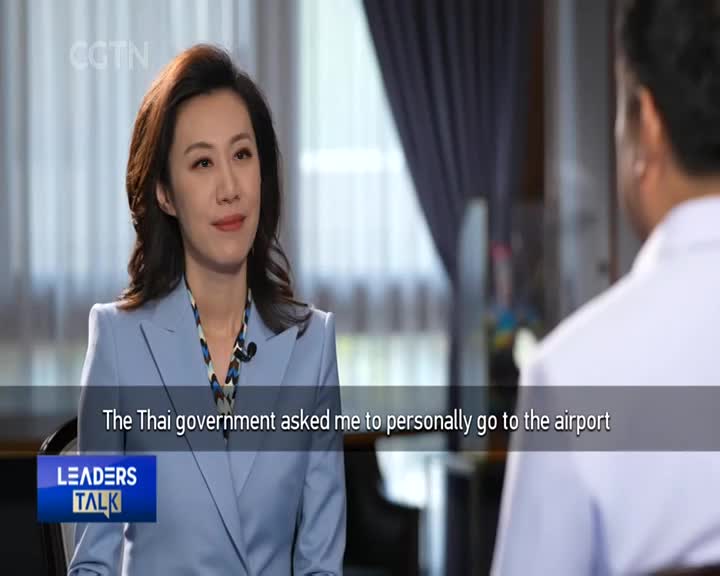 CGTN
The Thai government asked me to personally go to the airport
LEADERS
TALK